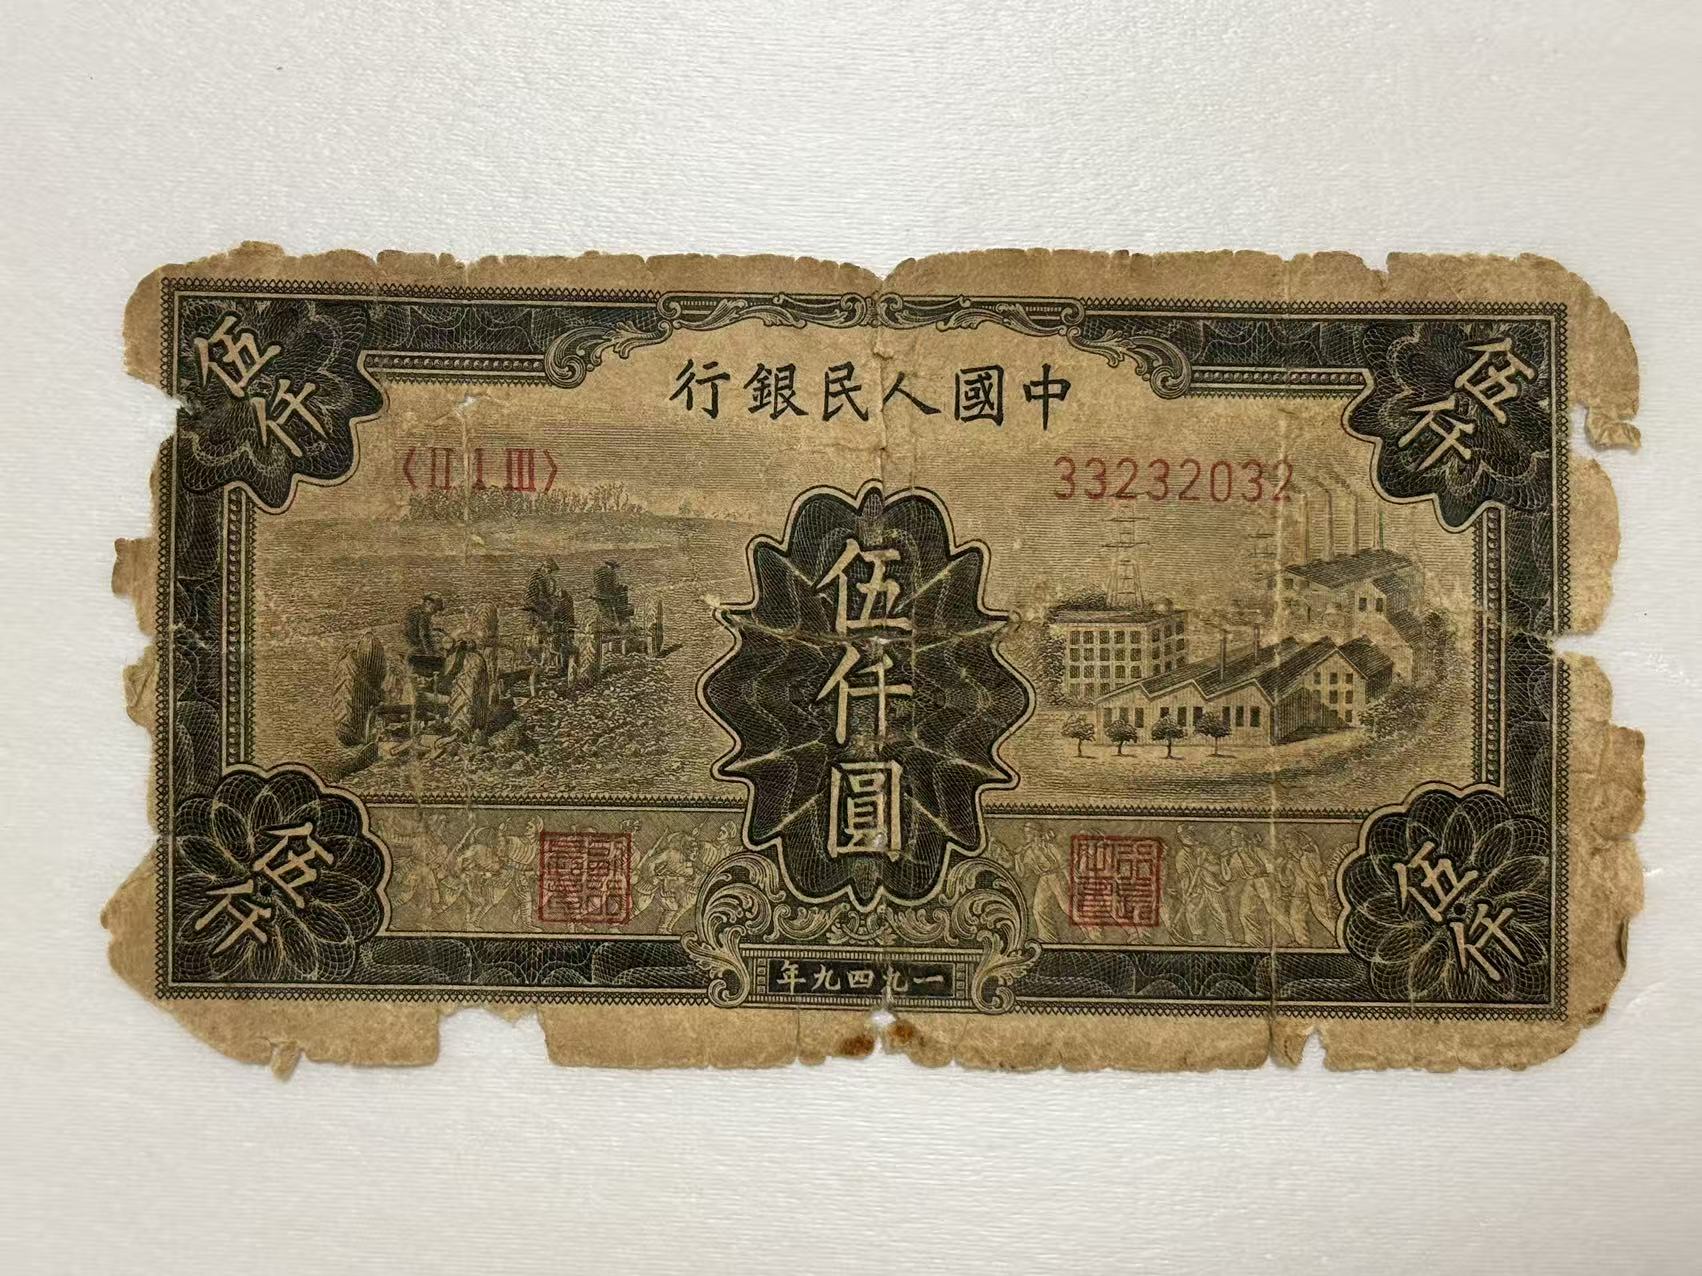 伍仟
中國人民銀行
伍仟
〈II I III〉
33232032
伍仟圓
伍仟
伍仟
一九四九年